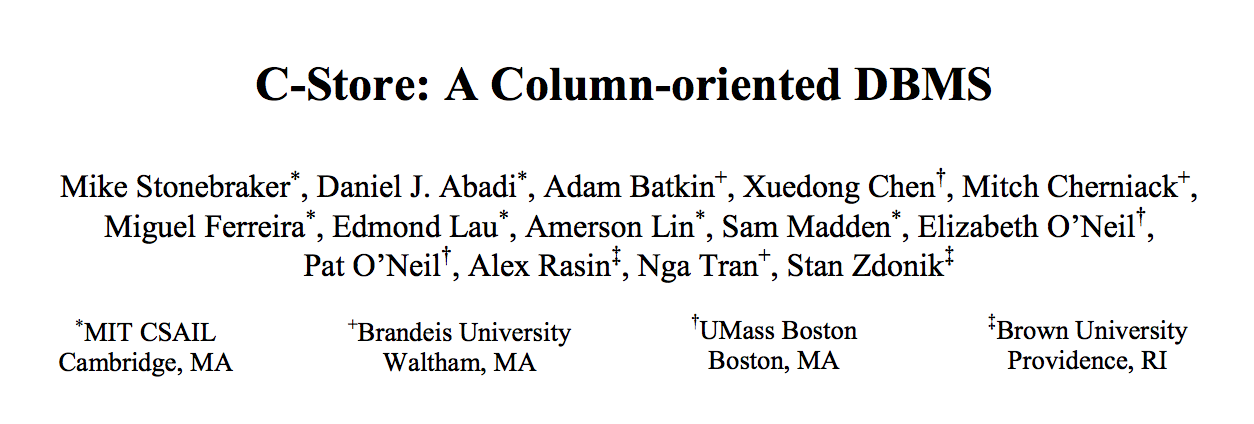 C-Store: A Column-oriented DBMS
Mike Stonebraker*, Daniel J. Abadi*, Adam Batkin+, Xuedong Chen†, Mitch Cherniack+,
Miguel Ferreira*, Edmond Lau*, Amerson Lin*, Sam Madden*, Elizabeth O’Neil†,
Pat O’Neil†, Alex Rasin‡, Nga Tran+, Stan Zdonik‡
*MIT CSAIL
Cambridge, MA
+Brandeis University
Waltham, MA
†UMass Boston
Boston, MA
‡Brown University
Providence, RI